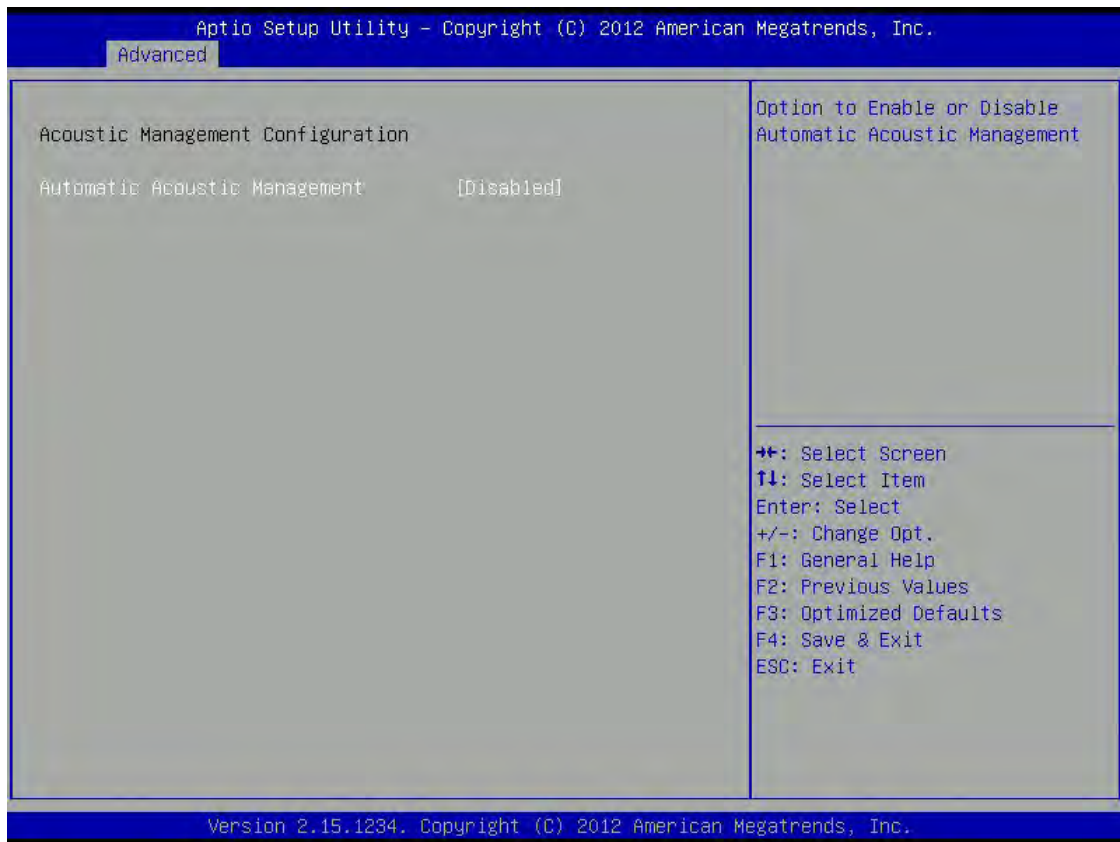 Aptio Setup Utility – Copyright (C) 2012 American Megatrends, Inc.
Advanced
Acoustic Management Configuration
Automatic Acoustic Management [Disabled]
Option to Enable or Disable
Automatic Acoustic Management
→←: Select Screen
↑↓: Select Item
Enter: Select
+/-: Change Opt.
F1: General Help
F2: Previous Values
F3: Optimized Defaults
F4: Save & Exit
ESC: Exit
Version 2.15.1234. Copyright (C) 2012 American Megatrends, Inc.